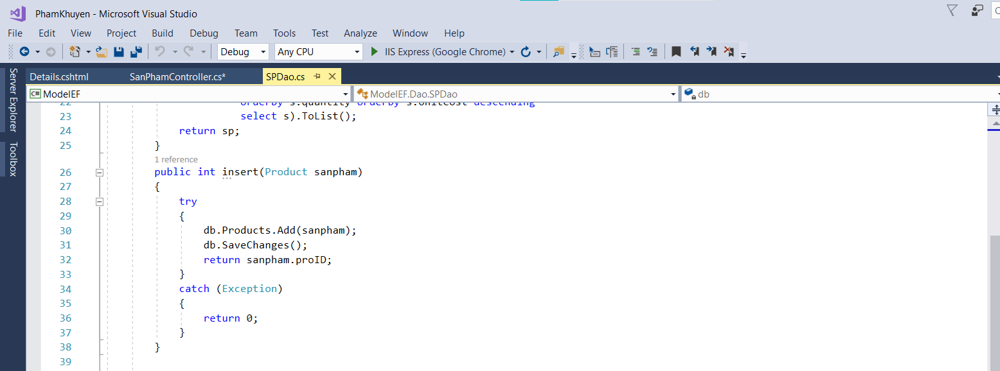 PhamKhuyen - Microsoft Visual Studio
File Edit View Project Build Debug Team Tools Test Analyze Window Help
Debug Any CPU IIS Express (Google Chrome)
Server Explorer
Toolbox
Details.cshtml SanPhamController.cs* SPDao.cs
C# ModelEF ModelEF.Dao.SPDao db
22 orderby s.quantity orderby s.UnitCost descending
23 select s).ToList();
24 return sp;
25 }
1 reference
26 public int insert(Product sanpham)
27 {
28 try
29 {
30 db.Products.Add(sanpham);
31 db.SaveChanges();
32 return sanpham.proID;
33 }
34 catch (Exception)
35 {
36 return 0;
37 }
38 }
39